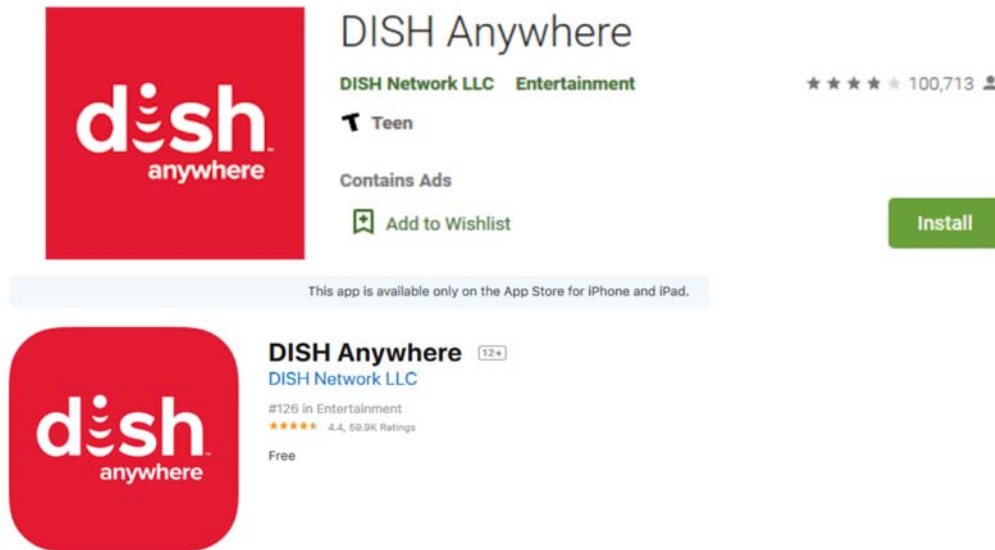 dish
anywhere
DISH Anywhere
DISH Network LLC Entertainment
100,713
T Teen
Contains Ads
Add to Wishlist
Install
This app is available only on the App Store for iPhone and iPad.
dish
anywhere
DISH Anywhere 12+
DISH Network LLC
#126 in Entertainment
4.4, 59.9K Ratings
Free